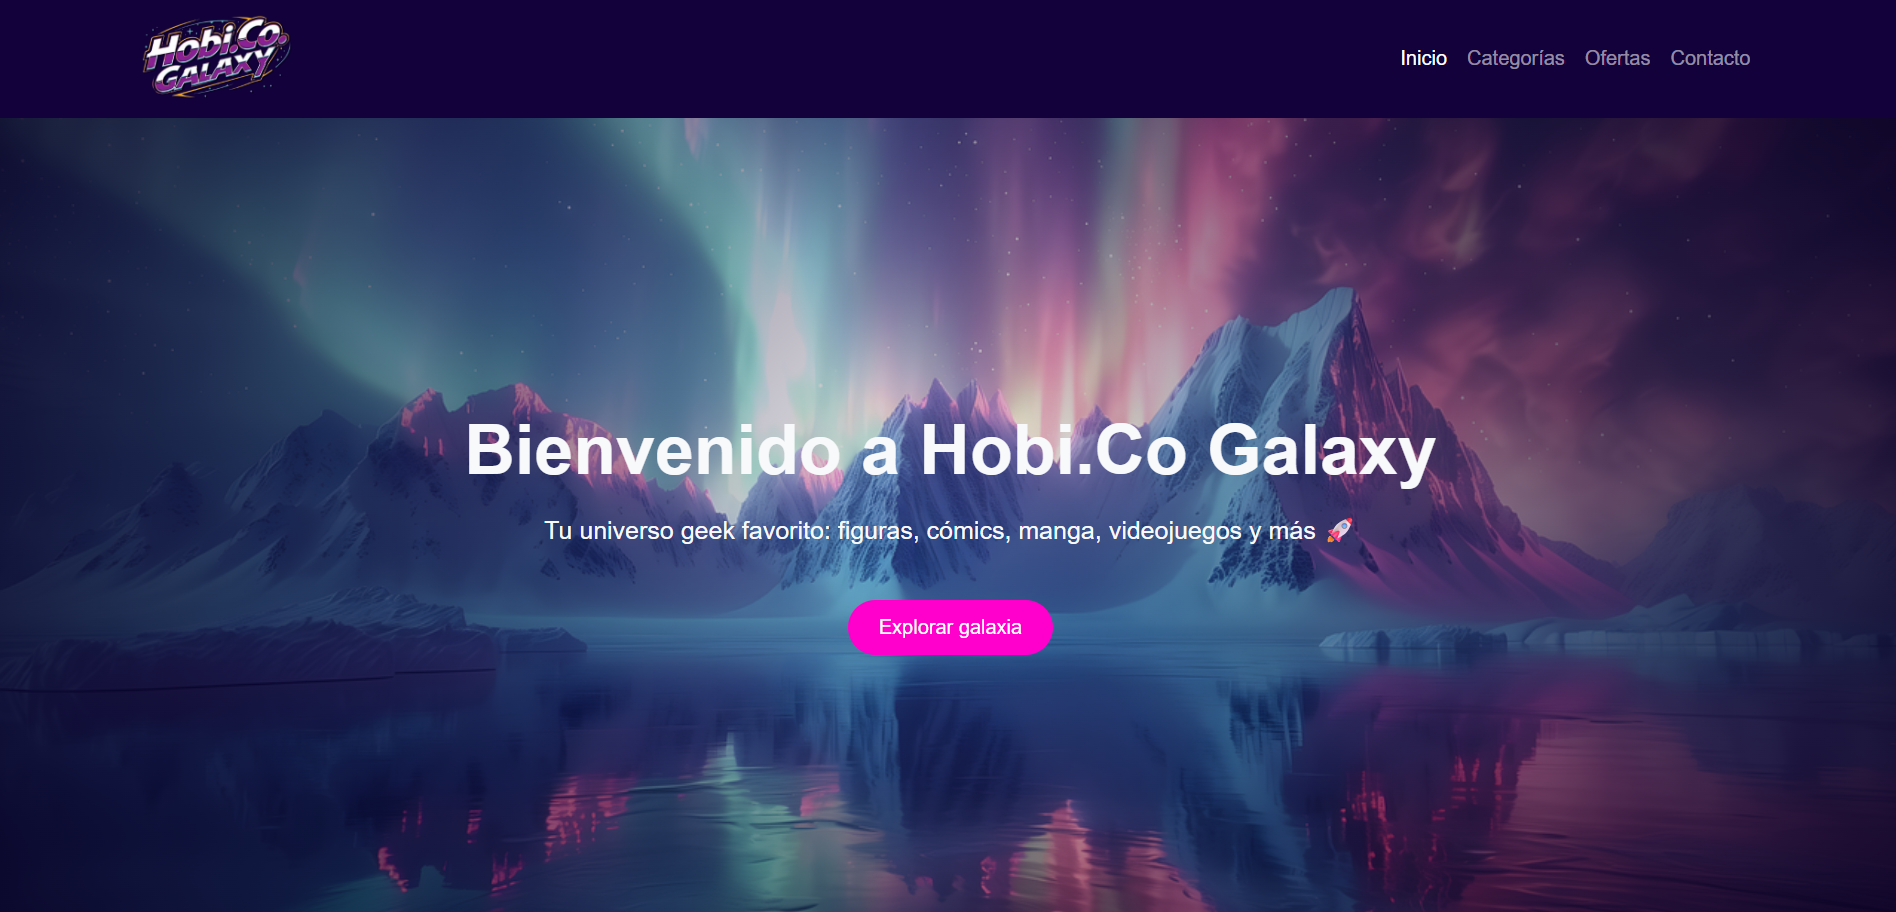 Hobi.Co.
GALAXY
Inicio Categorías Ofertas Contacto
Bienvenido a Hobi.Co Galaxy
Tu universo geek favorito: figuras, cómics, manga, videojuegos y más 🚀
Explorar galaxia